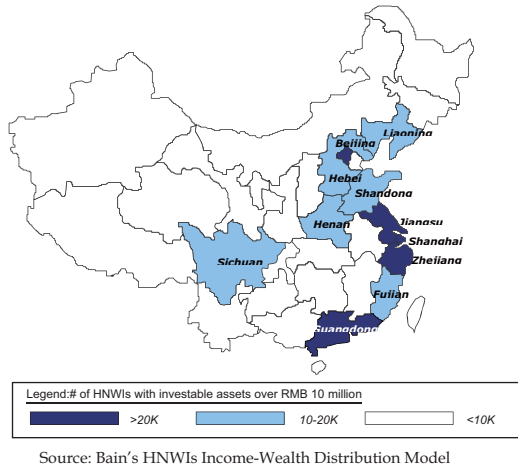 Liaoning
Beijing
Hebei
Shandong
Henan
Jiangsu
Shanghai
Sichuan
Zhejiang
Fujian
Guangdong
Legend:# of HNWIs with investable assets over RMB 10 million
>20K 10-20K <10K
Source: Bain's HNWIs Income-Wealth Distribution Model